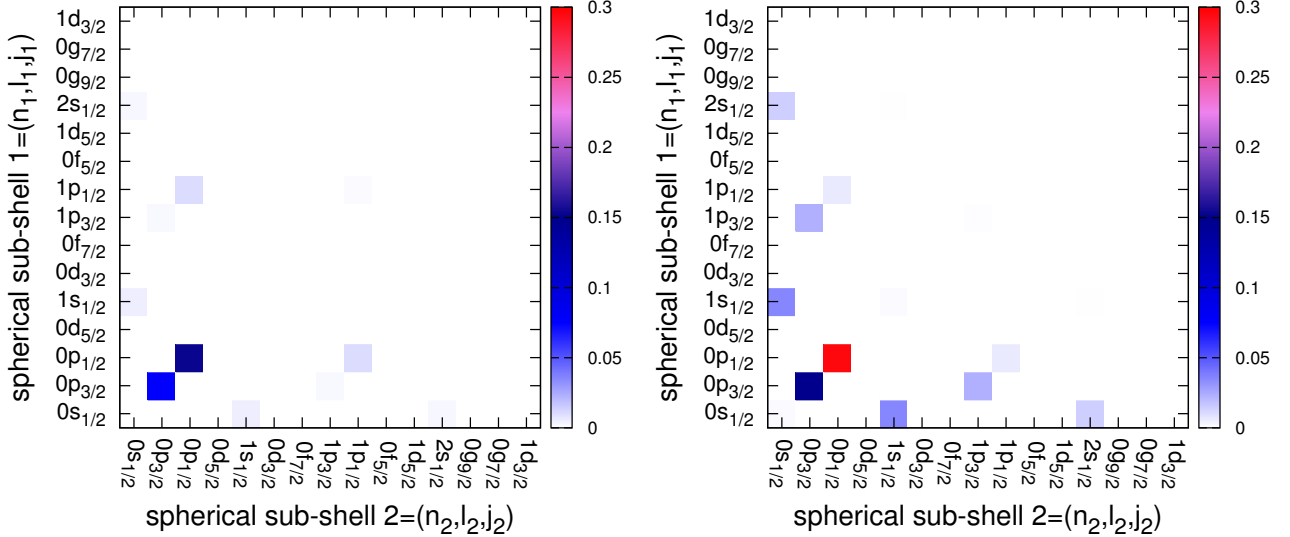 spherical sub-shell 1=(n1,l1,j1)
1d3/2
0g7/2
0g9/2
2s1/2
1d5/2
0f5/2
1p1/2
1p3/2
0f7/2
0d3/2
1s1/2
0d5/2
0p1/2
0p3/2
0s1/2
0s1/2
0p3/2
0p1/2
0d5/2
1s1/2
0d3/2
0f7/2
1p3/2
1p1/2
0f5/2
1d5/2
2s1/2
0g9/2
0g7/2
1d3/2
spherical sub-shell 2=(n2,l2,j2)
0.3
0.25
0.2
0.15
0.1
0.05
0
spherical sub-shell 1=(n1,l1,j1)
1d3/2
0g7/2
0g9/2
2s1/2
1d5/2
0f5/2
1p1/2
1p3/2
0f7/2
0d3/2
1s1/2
0d5/2
0p1/2
0p3/2
0s1/2
0s1/2
0p3/2
0p1/2
0d5/2
1s1/2
0d3/2
0f7/2
1p3/2
1p1/2
0f5/2
1d5/2
2s1/2
0g9/2
0g7/2
1d3/2
spherical sub-shell 2=(n2,l2,j2)
0.3
0.25
0.2
0.15
0.1
0.05
0